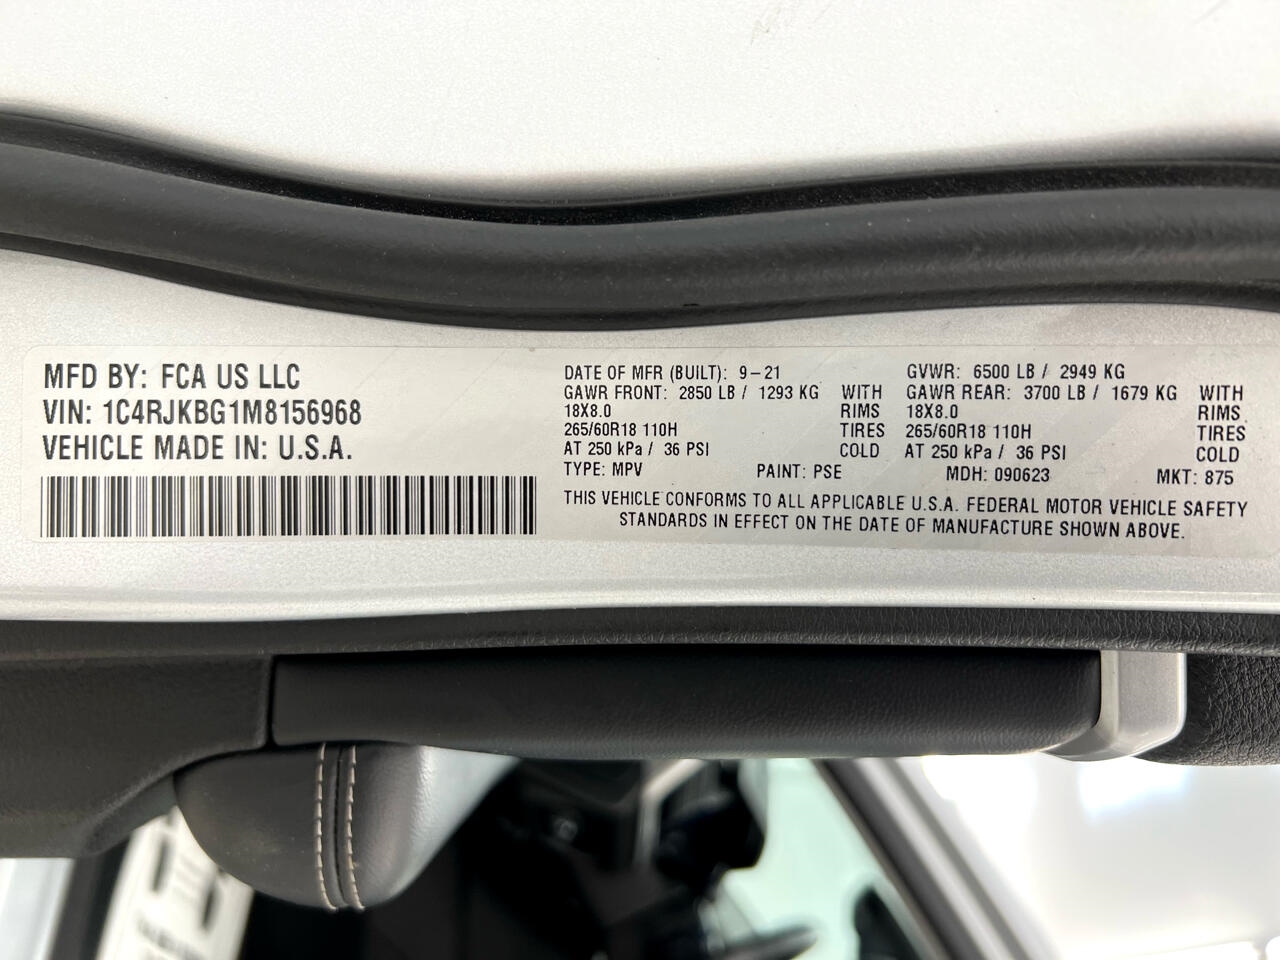 MFD BY: FCA US LLC
VIN: 1C4RJKBG1M8156968
VEHICLE MADE IN: U.S.A.
DATE OF MFR (BUILT): 9-21 GVWR: 6500 LB / 2949 KG
GAWR FRONT: 2850 LB / 1293 KG WITH GAWR REAR: 3700 LB / 1679 KG WITH
18X8.0 RIMS 18X8.0 RIMS
265/60R18 110H TIRES 265/60R18 110H TIRES
AT 250 kPa / 36 PSI COLD AT 250 kPa / 36 PSI COLD
TYPE: MPV PAINT: PSE MDH: 090623 MKT: 875
THIS VEHICLE CONFORMS TO ALL APPLICABLE U.S.A. FEDERAL MOTOR VEHICLE SAFETY
STANDARDS IN EFFECT ON THE DATE OF MANUFACTURE SHOWN ABOVE.